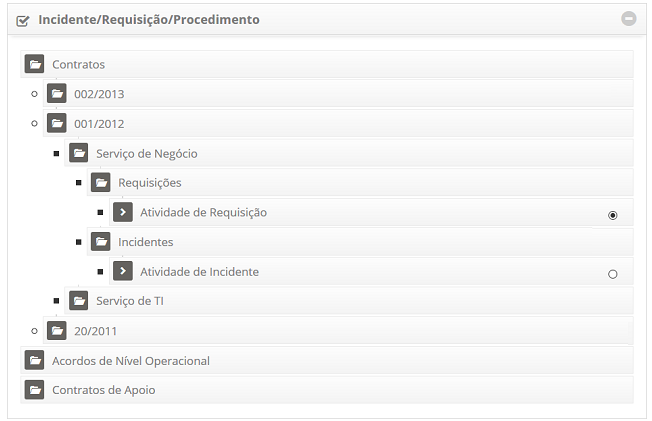 Incidente/Requisição/Procedimento
Contratos
002/2013
001/2012
Serviço de Negócio
Requisições
Atividade de Requisição
Incidentes
Atividade de Incidente
Serviço de TI
20/2011
Acordos de Nível Operacional
Contratos de Apoio